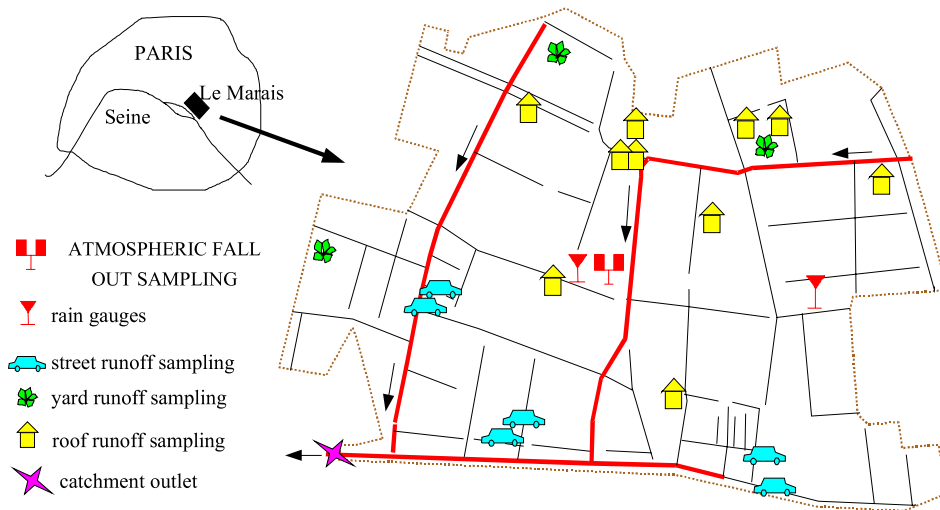 PARIS
Le Marais
Seine
ATMOSPHERIC FALL
OUT SAMPLING
rain gauges
street runoff sampling
yard runoff sampling
roof runoff sampling
catchment outlet